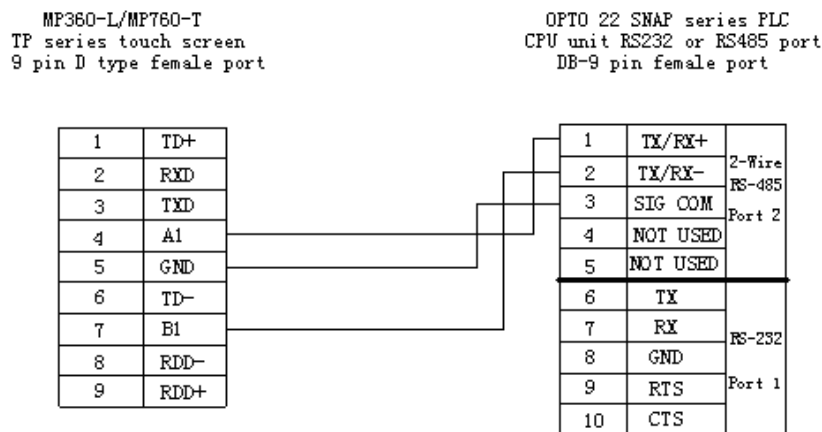 MP360-L/MP760-T
TP series touch screen
9 pin D type female port
OPTO 22 SNAP series PLC
CPU unit RS232 or RS485 port
DB-9 pin female port
1 TD+
2 RXD
3 TXD
4 A1
5 GND
6 TD-
7 B1
8 RDD-
9 RDD+
1 TX/RX+
2 TX/RX-
3 SIG COM
4 NOT USED
5 NOT USED
2-Wire
RS-485
Port 2
6 TX
7 RX
8 GND
9 RTS
10 CTS
RS-232
Port 1